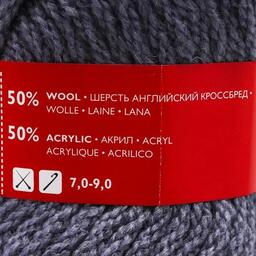 50% WOOL • ШЕРСТЬ АНГЛИЙСКИЙ КРОССБРЕД •
WOLLE • LAINE • LANA
50% ACRYLIC • АКРИЛ • ACRYL
ACRYLIQUE • ACRILICO
7,0-9,0